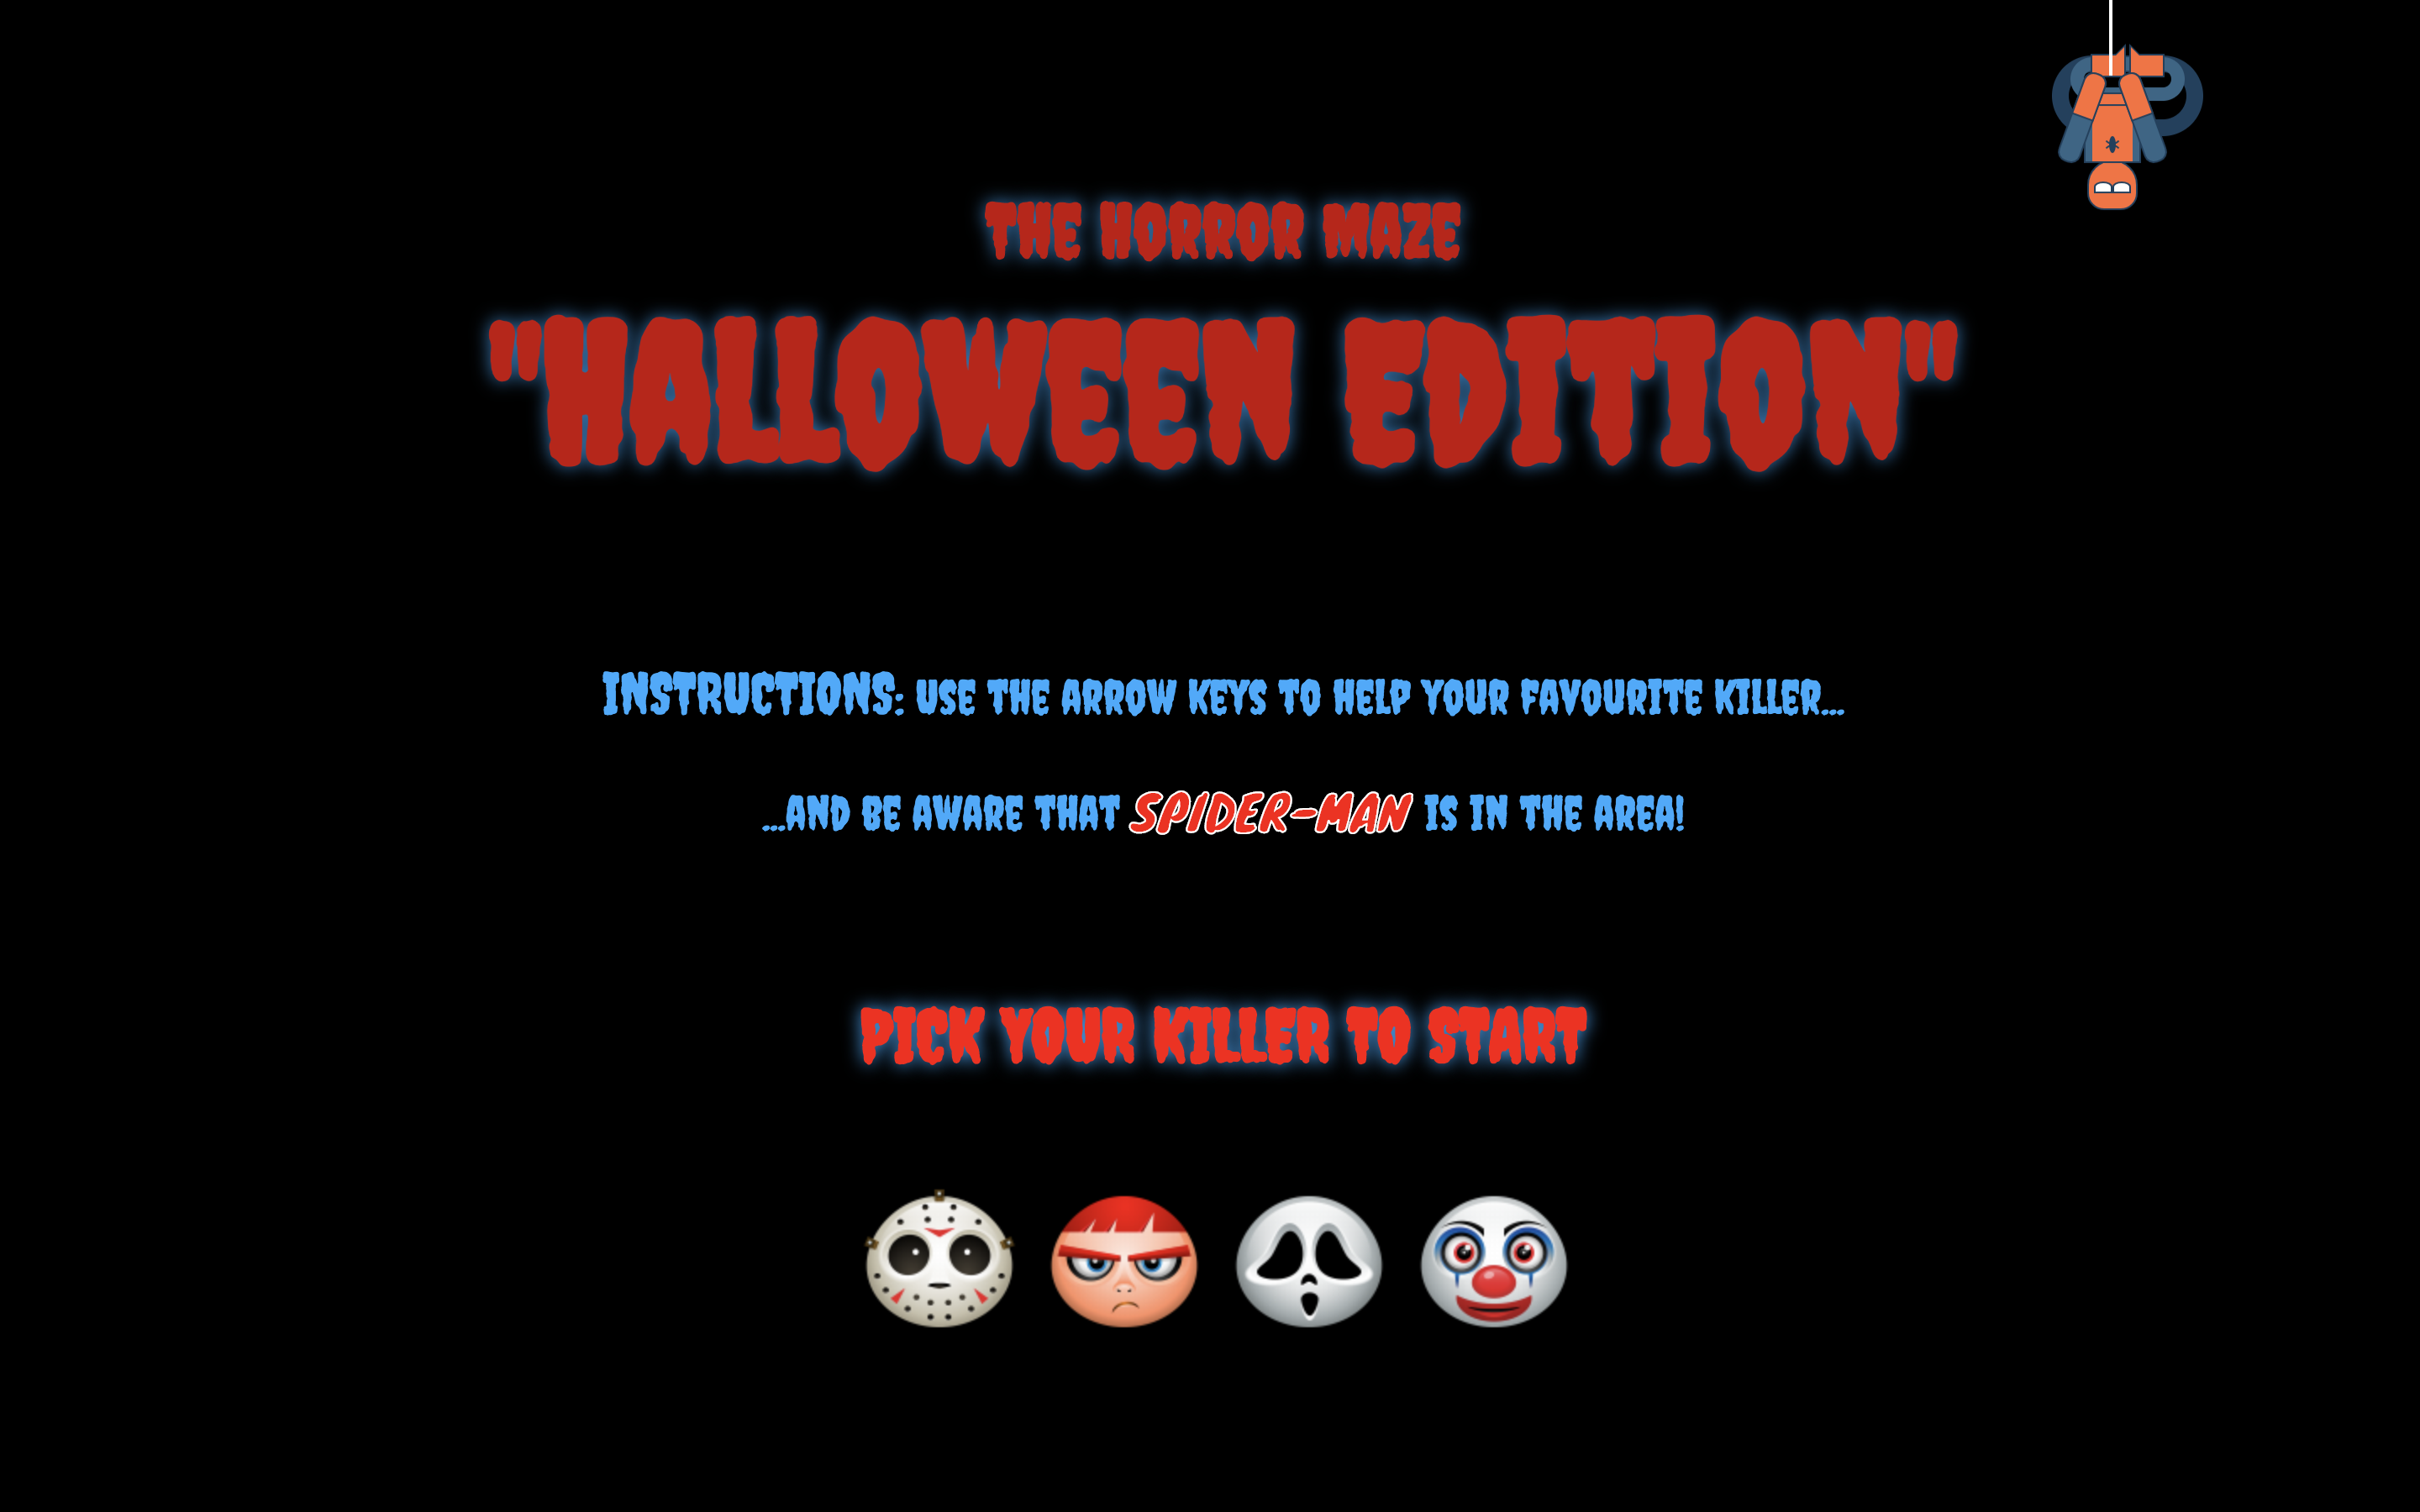 THE HORROR MAZE
"HALLOWEEN EDITION"
INSTRUCTIONS: USE THE ARROW KEYS TO HELP YOUR FAVOURITE KILLER...
...AND BE AWARE THAT SPIDER-MAN IS IN THE AREA!
PICK YOUR KILLER TO START